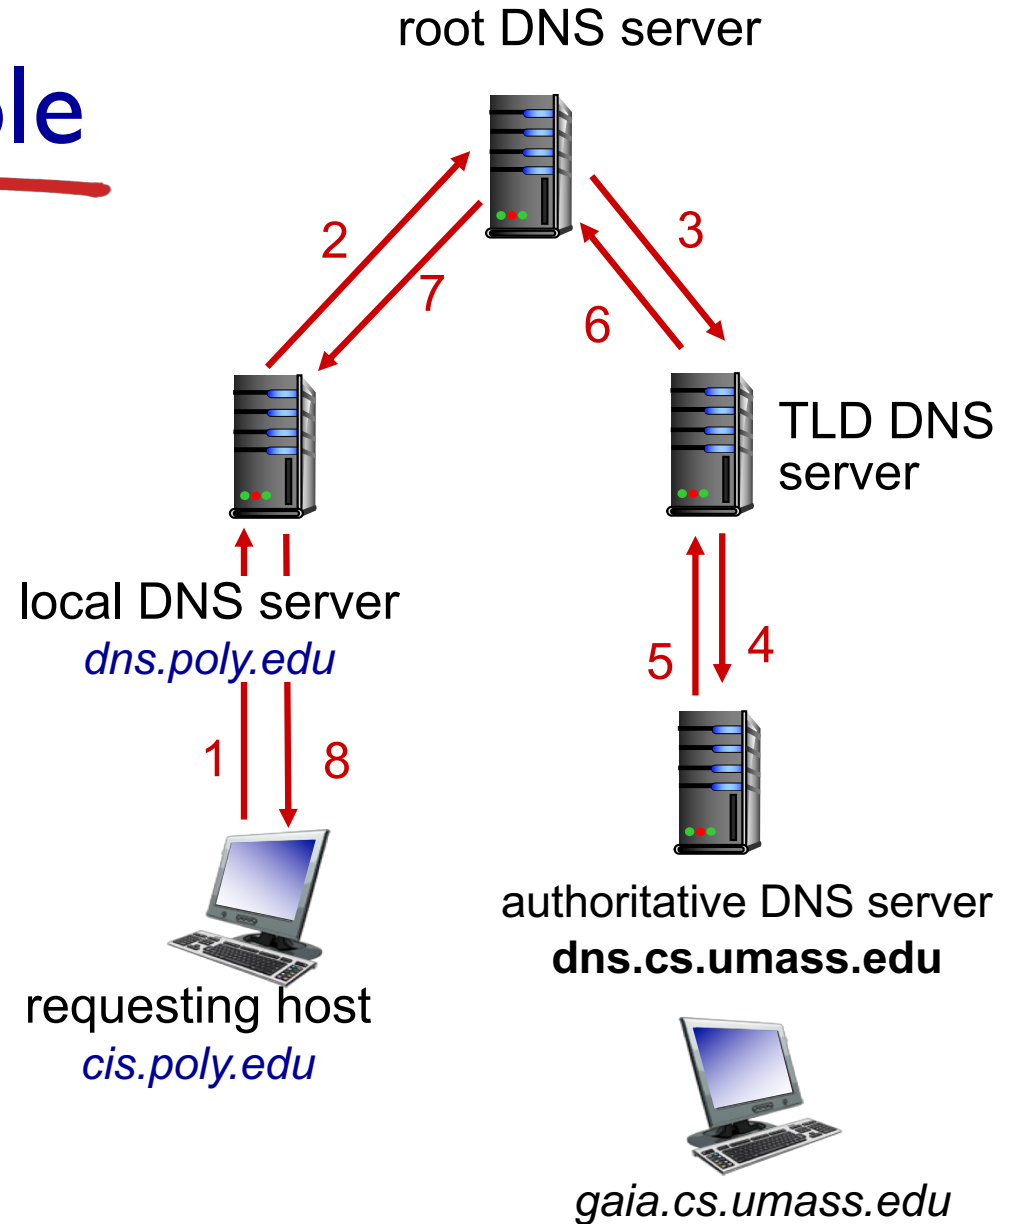 root DNS server
2
3
7
6
TLD DNS
server
local DNS server
dns.poly.edu
5
4
1
8
authoritative DNS server
dns.cs.umass.edu
requesting host
cis.poly.edu
gaia.cs.umass.edu